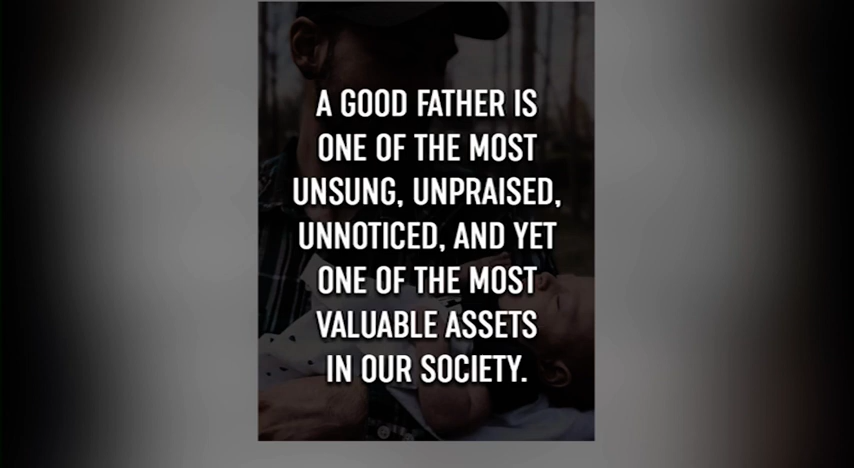 A GOOD FATHER IS
ONE OF THE MOST
UNSUNG, UNPRAISED,
UNNOTICED, AND YET
ONE OF THE MOST
VALUABLE ASSETS
IN OUR SOCIETY.